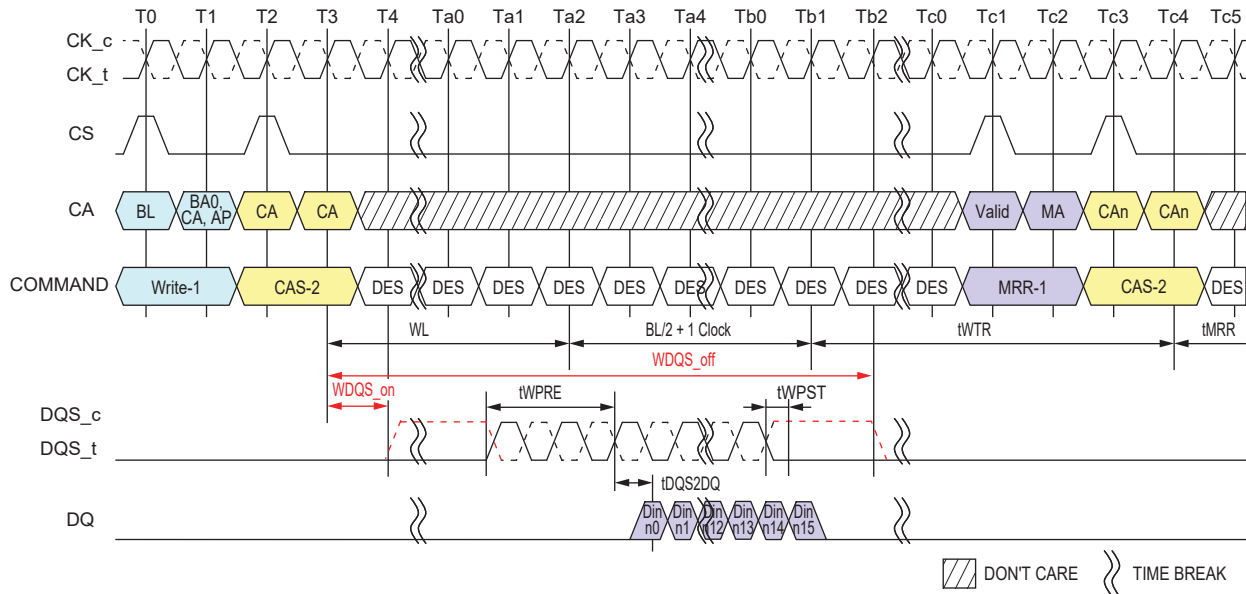 T0 T1 T2 T3 T4 Ta0 Ta1 Ta2 Ta3 Ta4 Tb0 Tb1 Tb2 Tc0 Tc1 Tc2 Tc3 Tc4 Tc5
CK_c
CK_t
CS
CA BL BA0, CA, AP CA CA Valid MA CAn CAn
COMMAND Write-1 CAS-2 DES DES DES DES DES DES DES DES DES DES MRR-1 CAS-2 DES
WL BL/2 + 1 Clock tWTR tMRR
WDQS_off
WDQS_on tWPRE tWPST
DQS_c
DQS_t
tDQS2DQ
DQ Din n0 Din n1 Din n12 Din n13 Din n14 Din n15
DON'T CARE TIME BREAK